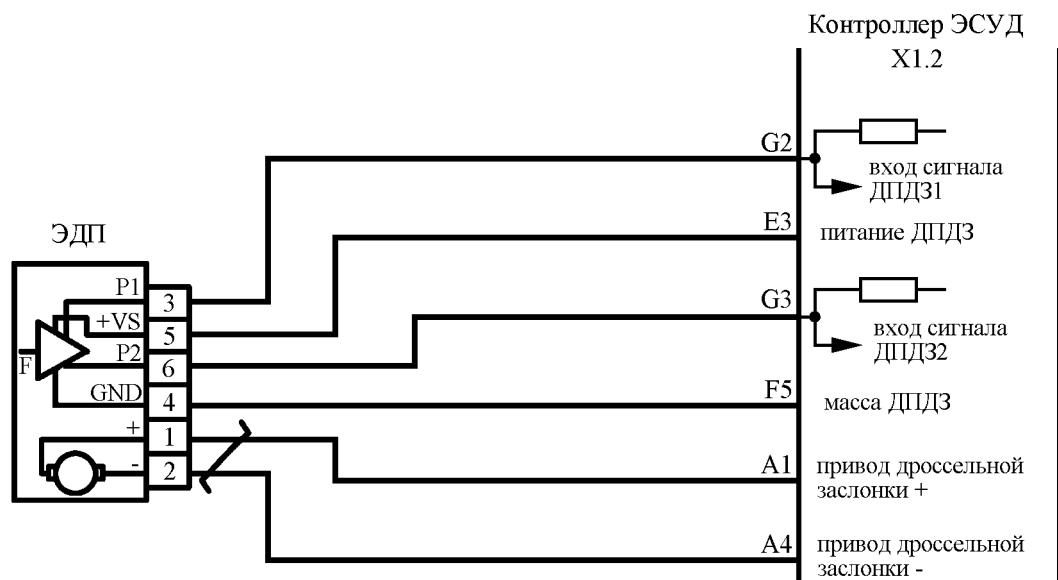 Контроллер ЭСУД
X1.2
G2
вход сигнала
ДПДЗ1
E3
питание ДПДЗ
ЭДП
P1
3
+VS
5
G3
вход сигнала
ДПДЗ2
F
P2
6
GND
4
F5
масса ДПДЗ
+
1
-
2
A1
привод дроссельной
заслонки +
A4
привод дроссельной
заслонки -